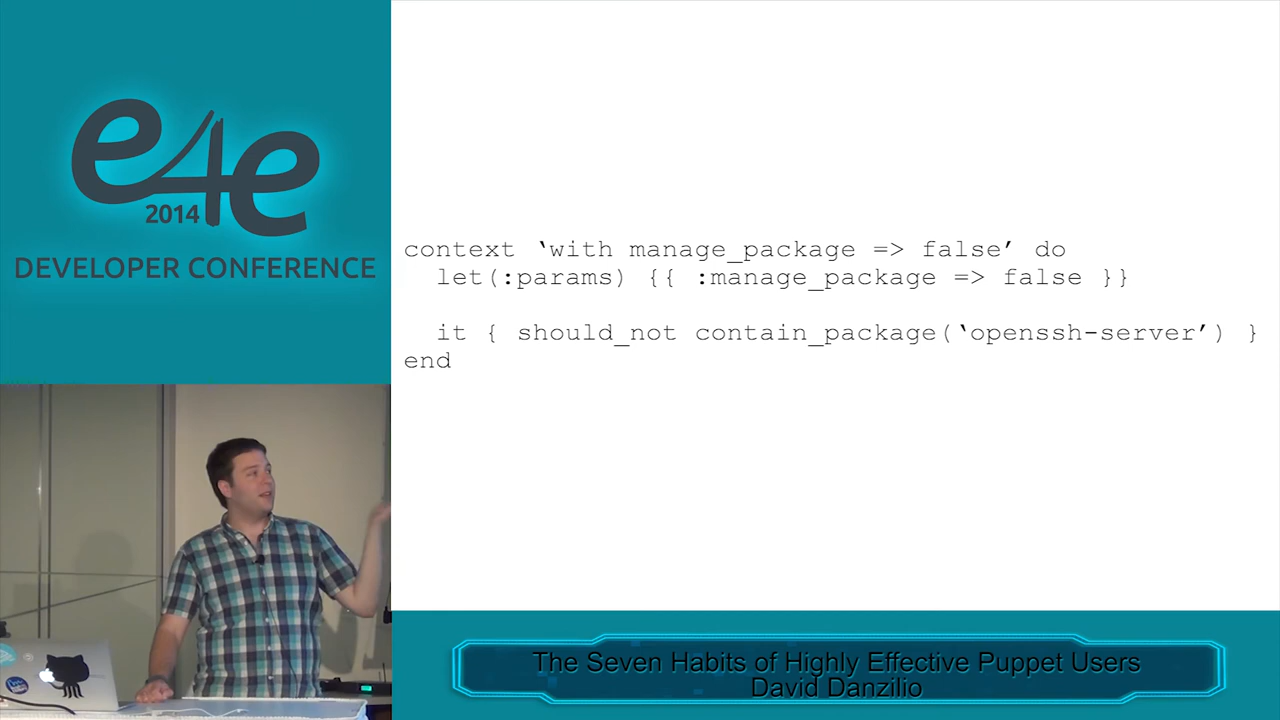 e4e
2014
DEVELOPER CONFERENCE
context ‘with manage_package => false’ do
let(:params) {{ :manage_package => false }}
it { should_not contain_package(‘openssh-server’) }
end
The Seven Habits of Highly Effective Puppet Users
David Danzilio